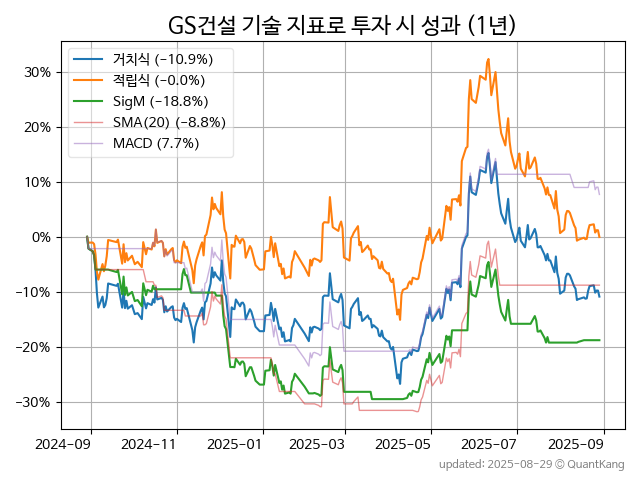 GS건설 기술 지표로 투자 시 성과 (1년)
거치식 (−10.9%)
적립식 (−0.0%)
SigM (−18.8%)
SMA(20) (−8.8%)
MACD (7.7%)
30%
20%
10%
0%
−10%
−20%
−30%
2024-09
2024-11
2025-01
2025-03
2025-05
2025-07
2025-09
updated: 2025-08-29 © QuantKang